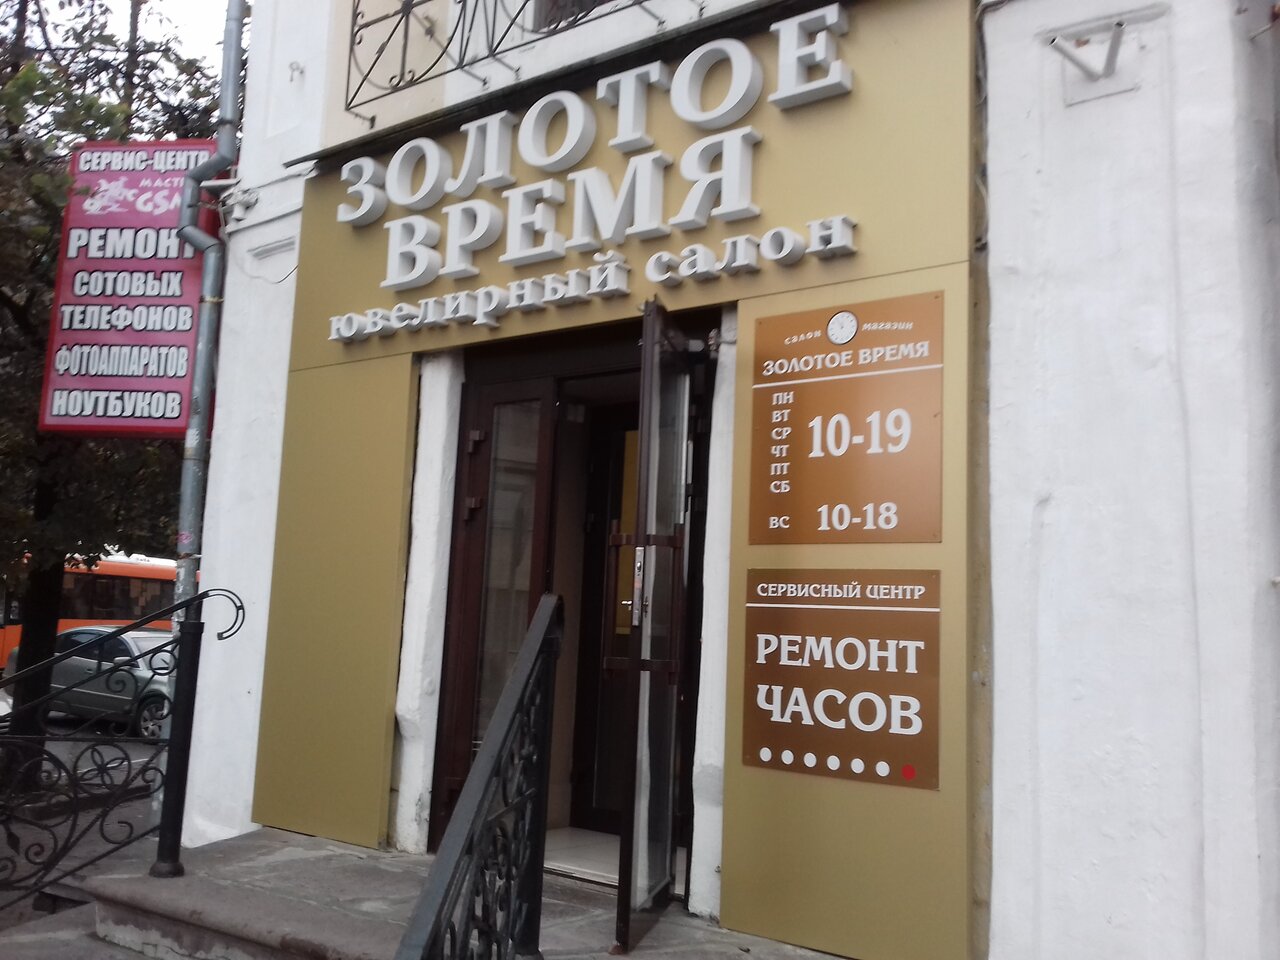 СЕРВИС-ЦЕНТР
GSM
РЕМОНТ
СОТОВЫХ
ТЕЛЕФОНОВ
ФОТОАППАРАТОВ
НОУТБУКОВ
ЗОЛОТОЕ
ВРЕМЯ
ювелирный салон
салон магазин
ЗОЛОТОЕ ВРЕМЯ
ПН
ВТ
СР
ЧТ
ПТ
СБ
10-19
ВС 10-18
СЕРВИСНЫЙ ЦЕНТР
РЕМОНТ
ЧАСОВ